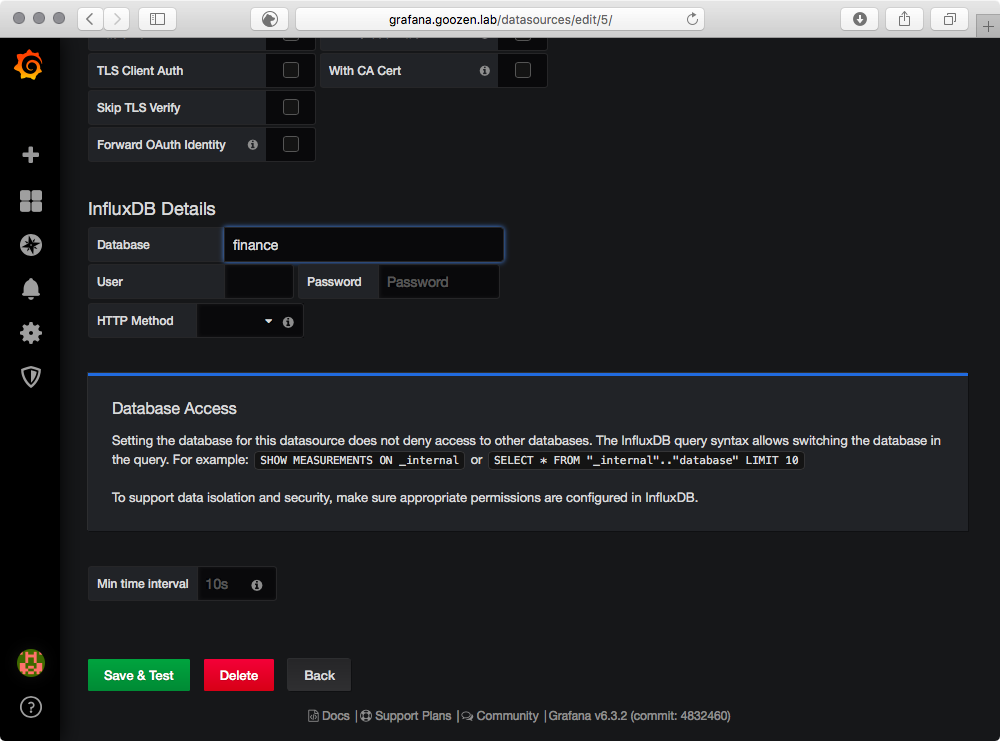 grafana.goozen.lab/datasources/edit/5/
TLS Client Auth
With CA Cert
Skip TLS Verify
Forward OAuth Identity
InfluxDB Details
Database finance
User
Password Password
HTTP Method
Database Access
Setting the database for this datasource does not deny access to other databases. The InfluxDB query syntax allows switching the database in
the query. For example: SHOW MEASUREMENTS ON _internal or SELECT * FROM "_internal".."database" LIMIT 10
To support data isolation and security, make sure appropriate permissions are configured in InfluxDB.
Min time interval 10s
Save & Test Delete Back
Docs | Support Plans | Community | Grafana v6.3.2 (commit: 4832460)